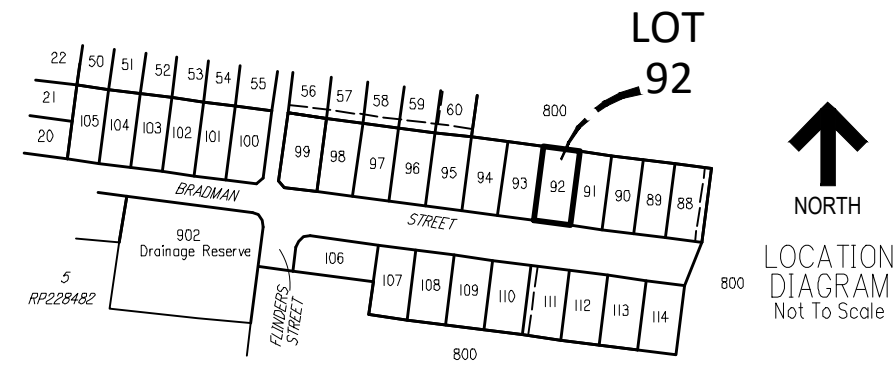 LOT
92
800
22 50 51 52 53 54 55 56 57 58 59 60
21
20 105 104 103 102 101 100 99 98 97 96 95 94 93 92 91 90 89 88
BRADMAN STREET
NORTH
902
Drainage Reserve
106
5
RP228482
FLINDERS
STREET
107 108 109 110 111 112 113 114
800
800
LOCATION
DIAGRAM
Not To Scale